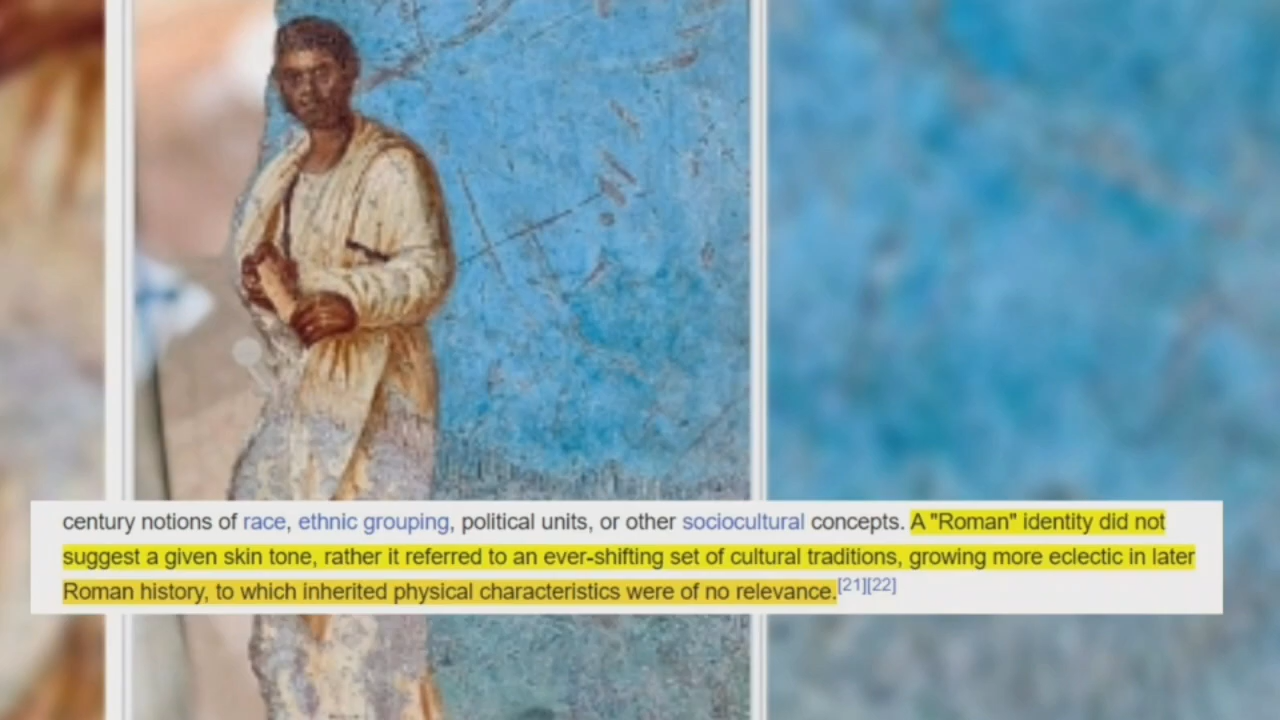 century notions of race, ethnic grouping, political units, or other sociocultural concepts. A "Roman" identity did not
suggest a given skin tone, rather it referred to an ever-shifting set of cultural traditions, growing more eclectic in later
Roman history, to which inherited physical characteristics were of no relevance.[21][22]